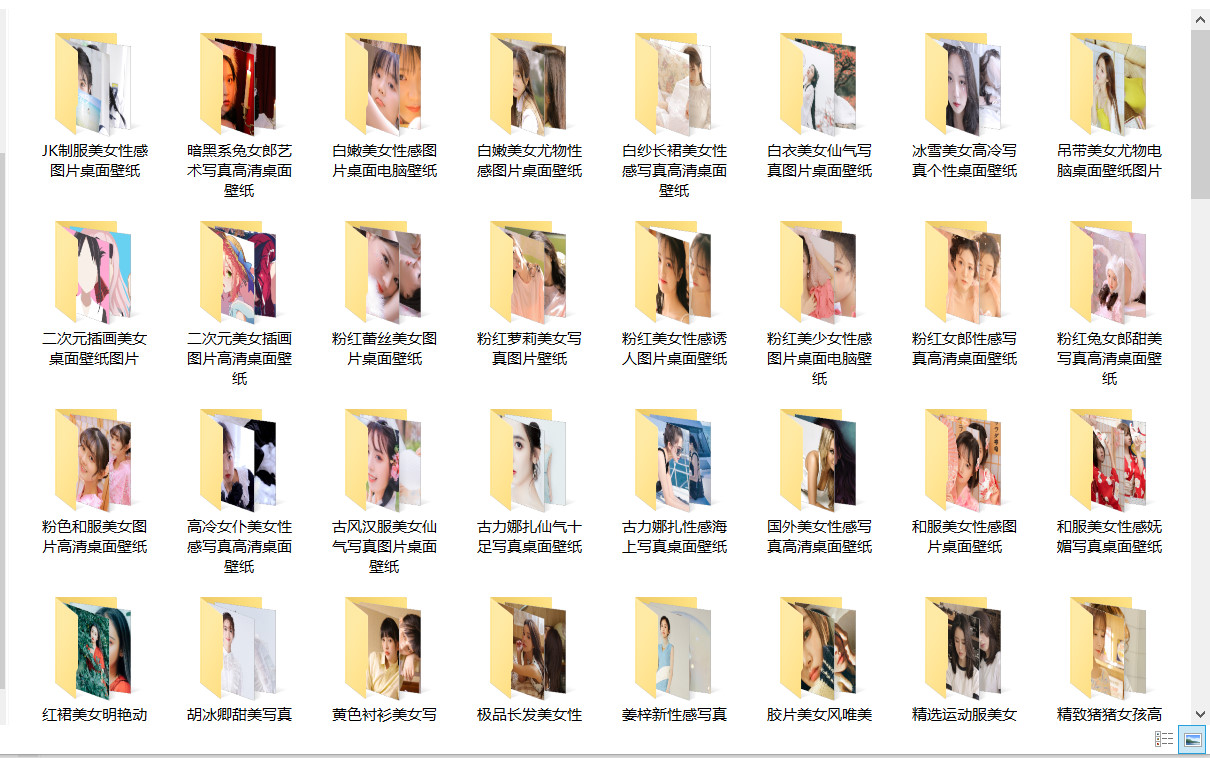 JK制服美女性感
图片桌面壁纸
暗黑系兔女郎艺
术写真高清桌面
壁纸
白嫩美女性感图
片桌面电脑壁纸
白嫩美女尤物性
感图片桌面壁纸
白纱长裙美女性
感写真高清桌面
壁纸
白衣美女仙气写
真图片桌面壁纸
冰雪美女高冷写
真个性桌面壁纸
吊带美女尤物电
脑桌面壁纸图片
二次元插画美女
桌面壁纸图片
二次元美女插画
图片高清桌面壁
纸
粉红蕾丝美女图
片桌面壁纸
粉红萝莉美女写
真图片壁纸
粉红美女性感诱
人图片桌面壁纸
粉红美少女性感
图片桌面电脑壁
纸
粉红女郎性感写
真高清桌面壁纸
粉红兔女郎甜美
写真高清桌面壁
纸
粉色和服美女图
片高清桌面壁纸
高冷女仆美女性
感写真高清桌面
壁纸
古风汉服美女仙
气写真图片桌面
壁纸
古力娜扎仙气十
足写真桌面壁纸
古力娜扎性感海
上写真桌面壁纸
国外美女性感写
真高清桌面壁纸
和服美女性感图
片桌面壁纸
和服美女性感妩
媚写真桌面壁纸
红裙美女明艳动
胡冰卿甜美写真
黄色衬衫美女写
极品长发美女性
姜梓新性感写真
胶片美女风唯美
精选运动服美女
精致猪猪女孩高